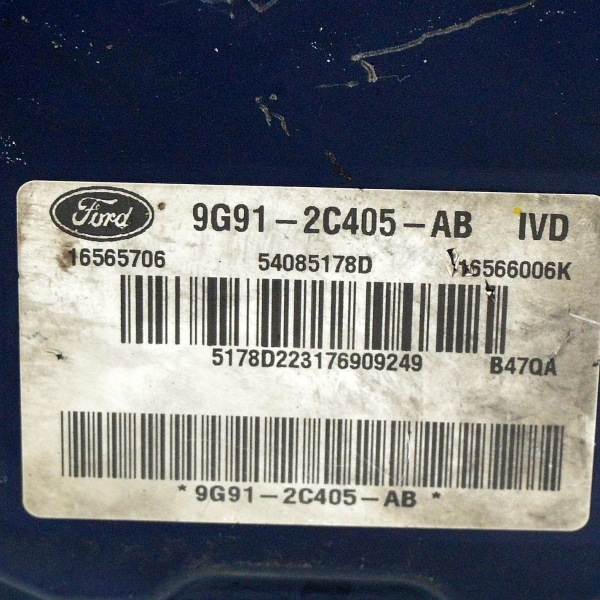 Ford 9G91-2C405-AB IVD
16565706 54085178D 16566006K
5178D223176909249 B47QA
*9G91-2C405-AB*